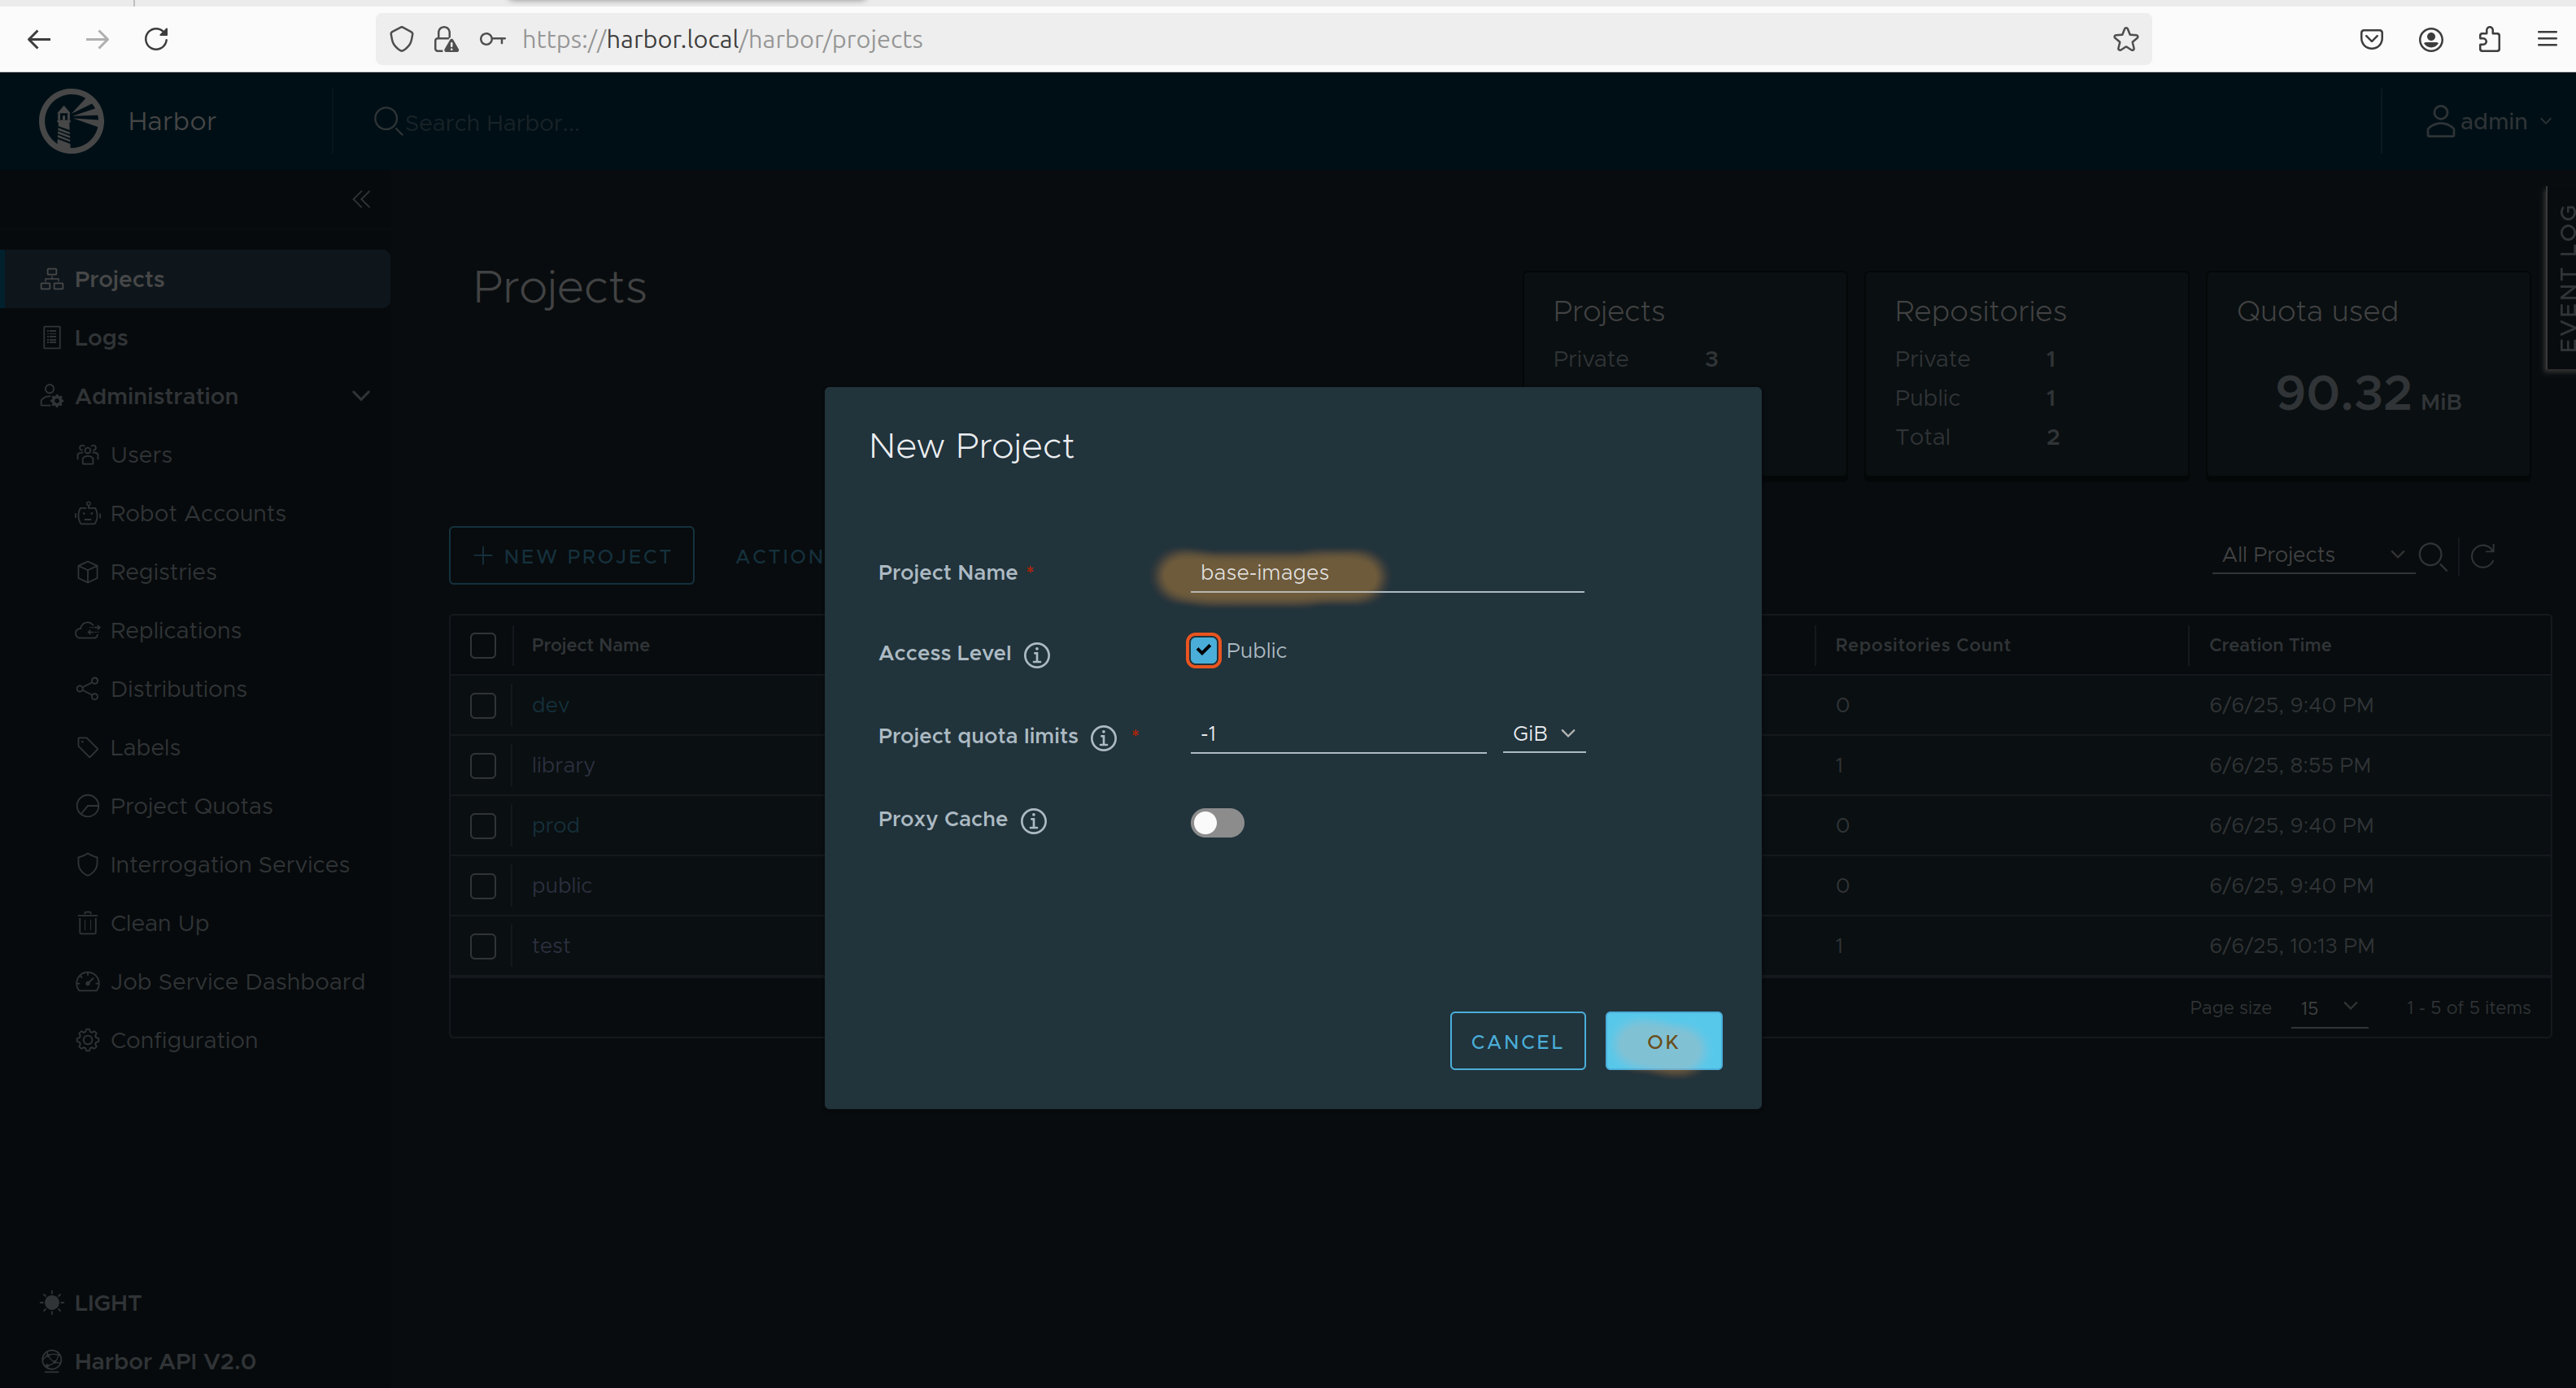 https://harbor.local/harbor/projects
Harbor
Search Harbor...
admin
EVENT LOG
Projects
Logs
Administration
Users
Robot Accounts
Registries
Replications
Distributions
Labels
Project Quotas
Interrogation Services
Clean Up
Job Service Dashboard
Configuration
LIGHT
Harbor API V2.0
Projects
Projects
Private 3
Repositories
Private 1
Public 1
Total 2
Quota used
90.32 MiB
NEW PROJECT ACTION
All Projects
Project Name Repositories Count Creation Time
dev 0 6/6/25, 9:40 PM
library 1 6/6/25, 8:55 PM
prod 0 6/6/25, 9:40 PM
public 0 6/6/25, 9:40 PM
test 1 6/6/25, 10:13 PM
Page size 15 1 - 5 of 5 items
New Project
Project Name * base-images
Access Level Public
Project quota limits * -1 GiB
Proxy Cache
CANCEL OK